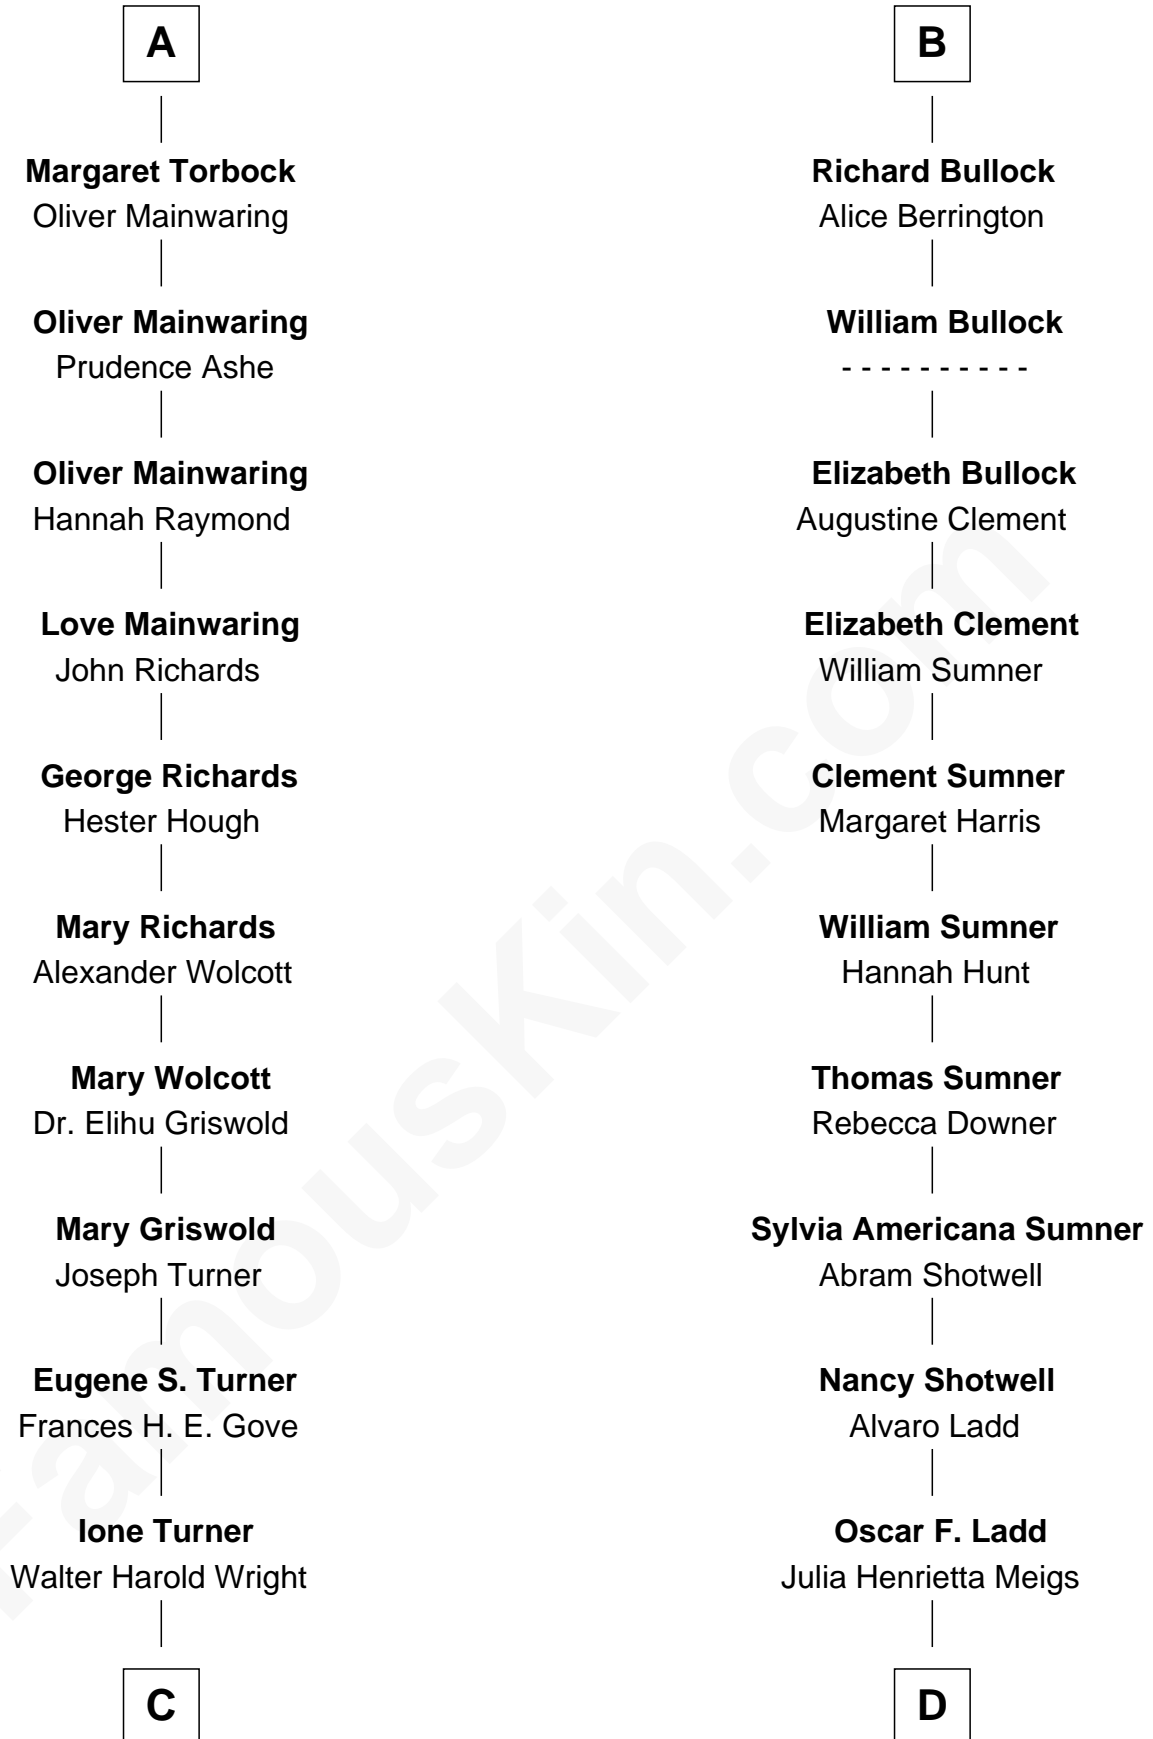 A
Margaret Torbock
Oliver Mainwaring
Oliver Mainwaring
Prudence Ashe
Oliver Mainwaring
Hannah Raymond
Love Mainwaring
John Richards
George Richards
Hester Hough
Mary Richards
Alexander Wolcott
Mary Wolcott
Dr. Elihu Griswold
Mary Griswold
Joseph Turner
Eugene S. Turner
Frances H. E. Gove
Ione Turner
Walter Harold Wright
C
B
Richard Bullock
Alice Berrington
William Bullock
- - - - - - - - - -
Elizabeth Bullock
Augustine Clement
Elizabeth Clement
William Sumner
Clement Sumner
Margaret Harris
William Sumner
Hannah Hunt
Thomas Sumner
Rebecca Downer
Sylvia Americana Sumner
Abram Shotwell
Nancy Shotwell
Alvaro Ladd
Oscar F. Ladd
Julia Henrietta Meigs
D
FamousKin.com